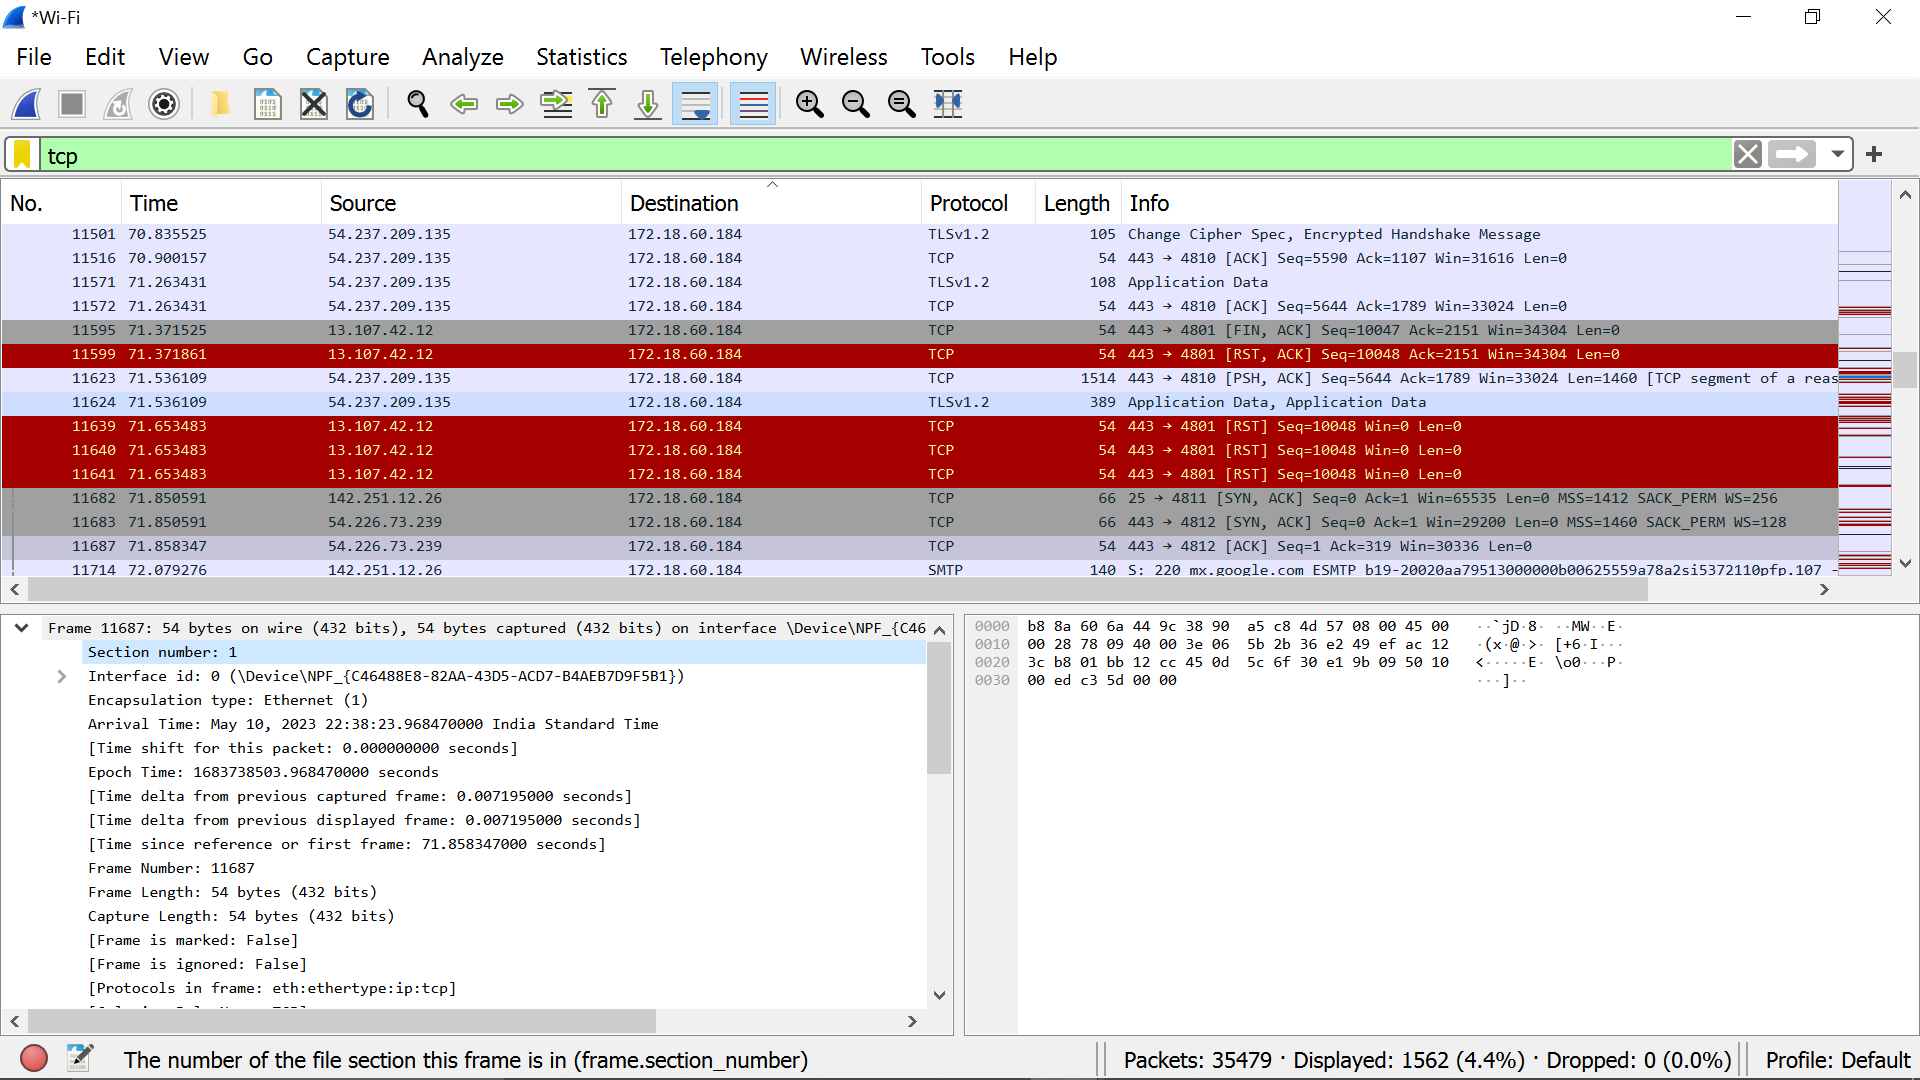 *Wi-Fi
File Edit View Go Capture Analyze Statistics Telephony Wireless Tools Help
tcp
No. Time Source Destination Protocol Length Info
11501 70.835525 54.237.209.135 172.18.60.184 TLSv1.2 105 Change Cipher Spec, Encrypted Handshake Message
11516 70.900157 54.237.209.135 172.18.60.184 TCP 54 443 → 4810 [ACK] Seq=5590 Ack=1107 Win=31616 Len=0
11571 71.263431 54.237.209.135 172.18.60.184 TLSv1.2 108 Application Data
11572 71.263431 54.237.209.135 172.18.60.184 TCP 54 443 → 4810 [ACK] Seq=5644 Ack=1789 Win=33024 Len=0
11595 71.371525 13.107.42.12 172.18.60.184 TCP 54 443 → 4801 [FIN, ACK] Seq=10047 Ack=2151 Win=34304 Len=0
11599 71.371861 13.107.42.12 172.18.60.184 TCP 54 443 → 4801 [RST, ACK] Seq=10048 Ack=2151 Win=34304 Len=0
11623 71.536109 54.237.209.135 172.18.60.184 TCP 1514 443 → 4810 [PSH, ACK] Seq=5644 Ack=1789 Win=33024 Len=1460 [TCP segment of a reas
11624 71.536109 54.237.209.135 172.18.60.184 TLSv1.2 389 Application Data, Application Data
11639 71.653483 13.107.42.12 172.18.60.184 TCP 54 443 → 4801 [RST] Seq=10048 Win=0 Len=0
11640 71.653483 13.107.42.12 172.18.60.184 TCP 54 443 → 4801 [RST] Seq=10048 Win=0 Len=0
11641 71.653483 13.107.42.12 172.18.60.184 TCP 54 443 → 4801 [RST] Seq=10048 Win=0 Len=0
11682 71.850591 142.251.12.26 172.18.60.184 TCP 66 25 → 4811 [SYN, ACK] Seq=0 Ack=1 Win=65535 Len=0 MSS=1412 SACK_PERM WS=256
11683 71.850591 54.226.73.239 172.18.60.184 TCP 66 443 → 4812 [SYN, ACK] Seq=0 Ack=1 Win=29200 Len=0 MSS=1460 SACK_PERM WS=128
11687 71.858347 54.226.73.239 172.18.60.184 TCP 54 443 → 4812 [ACK] Seq=1 Ack=319 Win=30336 Len=0
11714 72.079276 142.251.12.26 172.18.60.184 SMTP 140 S: 220 mx.google.com ESMTP b19-20020aa79513000000b00625559a78a2si5372110pfp.107 -
Frame 11687: 54 bytes on wire (432 bits), 54 bytes captured (432 bits) on interface \Device\NPF_{C46
Section number: 1
Interface id: 0 (\Device\NPF_{C46488E8-82AA-43D5-ACD7-B4AEB7D9F5B1})
Encapsulation type: Ethernet (1)
Arrival Time: May 10, 2023 22:38:23.968470000 India Standard Time
[Time shift for this packet: 0.000000000 seconds]
Epoch Time: 1683738503.968470000 seconds
[Time delta from previous captured frame: 0.007195000 seconds]
[Time delta from previous displayed frame: 0.007195000 seconds]
[Time since reference or first frame: 71.858347000 seconds]
Frame Number: 11687
Frame Length: 54 bytes (432 bits)
Capture Length: 54 bytes (432 bits)
[Frame is marked: False]
[Frame is ignored: False]
[Protocols in frame: eth:ethertype:ip:tcp]
0000 b8 8a 60 6a 44 9c 38 90 a5 c8 4d 57 08 00 45 00 ··`jD·8· ··MW··E·
0010 00 28 78 09 40 00 3e 06 5b 2b 36 e2 49 ef ac 12 ·(x·@·>· [+6·I···
0020 3c b8 01 bb 12 cc 45 0d 5c 6f 30 e1 9b 09 50 10 <·····E· \o0···P·
0030 00 ed c3 5d 00 00 ···]··
The number of the file section this frame is in (frame.section_number)
Packets: 35479 · Displayed: 1562 (4.4%) · Dropped: 0 (0.0%)
Profile: Default